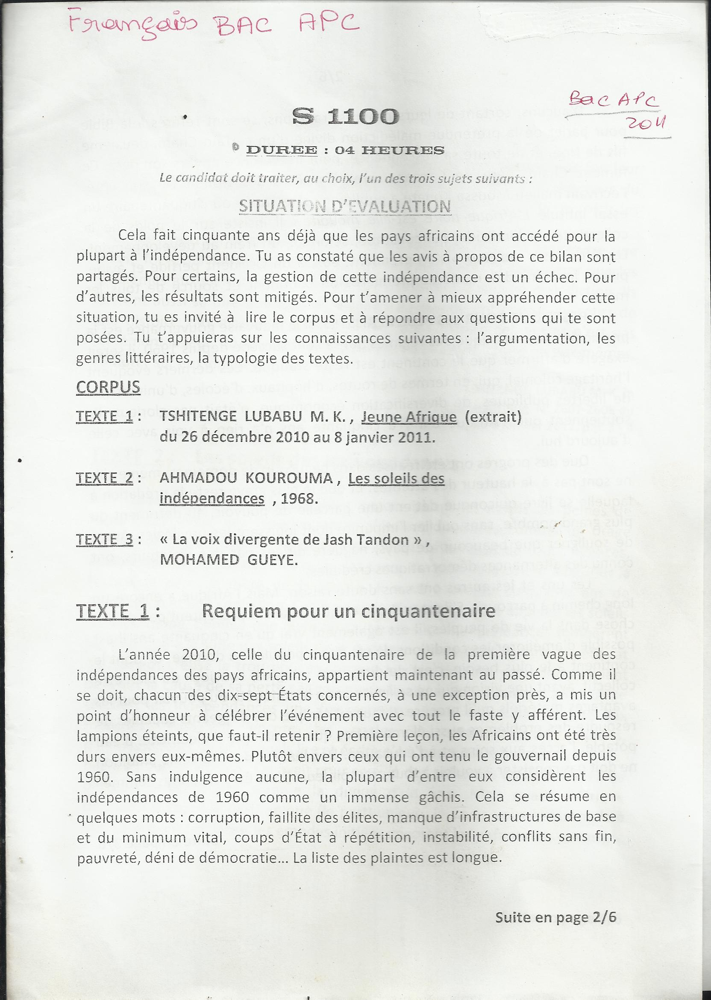 Français BAC APC
Bac APC
2011
S 1100
DUREE : 04 HEURES
Le candidat doit traiter, au choix, l'un des trois sujets suivants :
SITUATION D'EVALUATION
Cela fait cinquante ans déjà que les pays africains ont accédé pour la
plupart à l'indépendance. Tu as constaté que les avis à propos de ce bilan sont
partagés. Pour certains, la gestion de cette indépendance est un échec. Pour
d'autres, les résultats sont mitigés. Pour t'amener à mieux appréhender cette
situation, tu es invité à lire le corpus et à répondre aux questions qui te sont
posées. Tu t'appuieras sur les connaissances suivantes : l'argumentation, les
genres littéraires, la typologie des textes.
CORPUS
TEXTE 1 : TSHITENGE LUBABU M. K. , Jeune Afrique (extrait)
du 26 décembre 2010 au 8 janvier 2011.
TEXTE 2 : AHMADOU KOUROUMA , Les soleils des
indépendances , 1968.
TEXTE 3 : « La voix divergente de Jash Tandon » ,
MOHAMED GUEYE.
TEXTE 1 : Requiem pour un cinquantenaire
L'année 2010, celle du cinquantenaire de la première vague des
indépendances des pays africains, appartient maintenant au passé. Comme il
se doit, chacun des dix-sept États concernés, à une exception près, a mis un
point d'honneur à célébrer l'événement avec tout le faste y afférent. Les
lampions éteints, que faut-il retenir ? Première leçon, les Africains ont été très
durs envers eux-mêmes. Plutôt envers ceux qui ont tenu le gouvernail depuis
1960. Sans indulgence aucune, la plupart d'entre eux considèrent les
indépendances de 1960 comme un immense gâchis. Cela se résume en
quelques mots : corruption, faillite des élites, manque d'infrastructures de base
et du minimum vital, coups d'État à répétition, instabilité, conflits sans fin,
pauvreté, déni de démocratie... La liste des plaintes est longue.
Suite en page 2/6